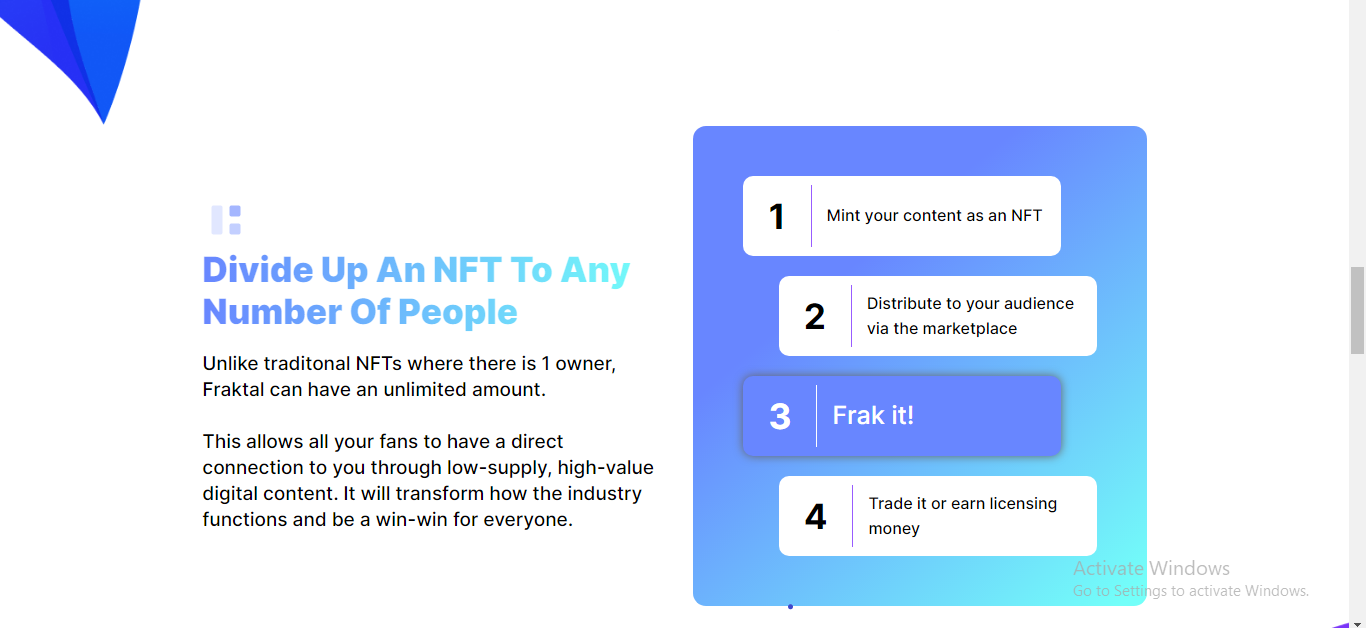 Divide Up An NFT To Any
Number Of People
Unlike traditonal NFTs where there is 1 owner,
Fraktal can have an unlimited amount.
This allows all your fans to have a direct
connection to you through low-supply, high-value
digital content. It will transform how the industry
functions and be a win-win for everyone.
1
Mint your content as an NFT
2
Distribute to your audience
via the marketplace
3
Frak it!
4
Trade it or earn licensing
money
Activate Windows
Go to Settings to activate Windows.